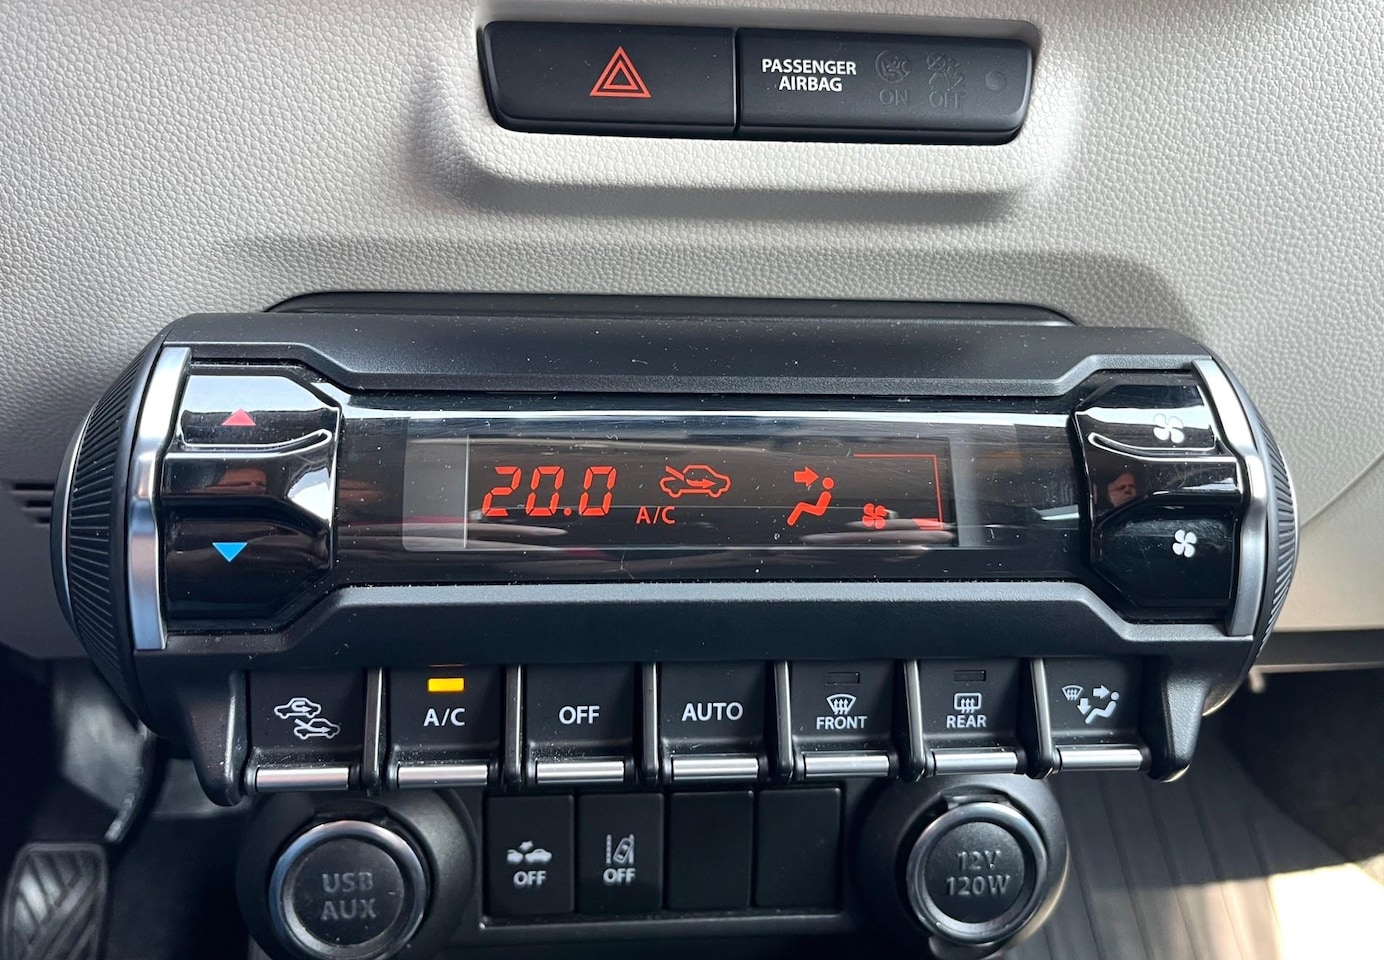 PASSENGER
AIRBAG
ON
OFF
20.0
A/C
A/C
OFF
AUTO
FRONT
REAR
OFF
OFF
USB
AUX
12V
120W